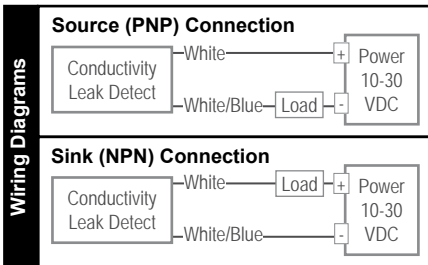 Wiring Diagrams
Source (PNP) Connection
Conductivity
Leak Detect
White
White/Blue
Load
+
-
Power
10-30
VDC
Sink (NPN) Connection
Conductivity
Leak Detect
White
Load
White/Blue
+
-
Power
10-30
VDC